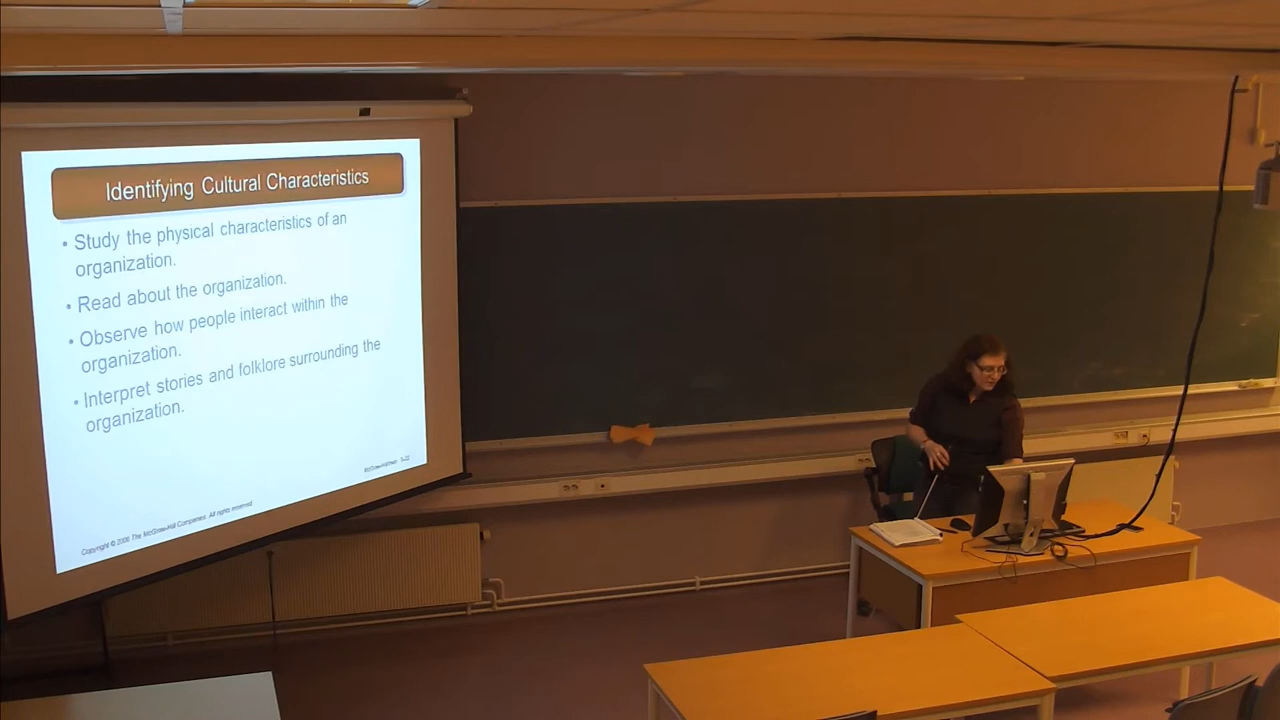 Identifying Cultural Characteristics
• Study the physical characteristics of an
organization.
• Read about the organization.
• Observe how people interact within the
organization.
• Interpret stories and folklore surrounding the
organization.
Copyright © 2006 The McGraw-Hill Companies. All rights reserved.